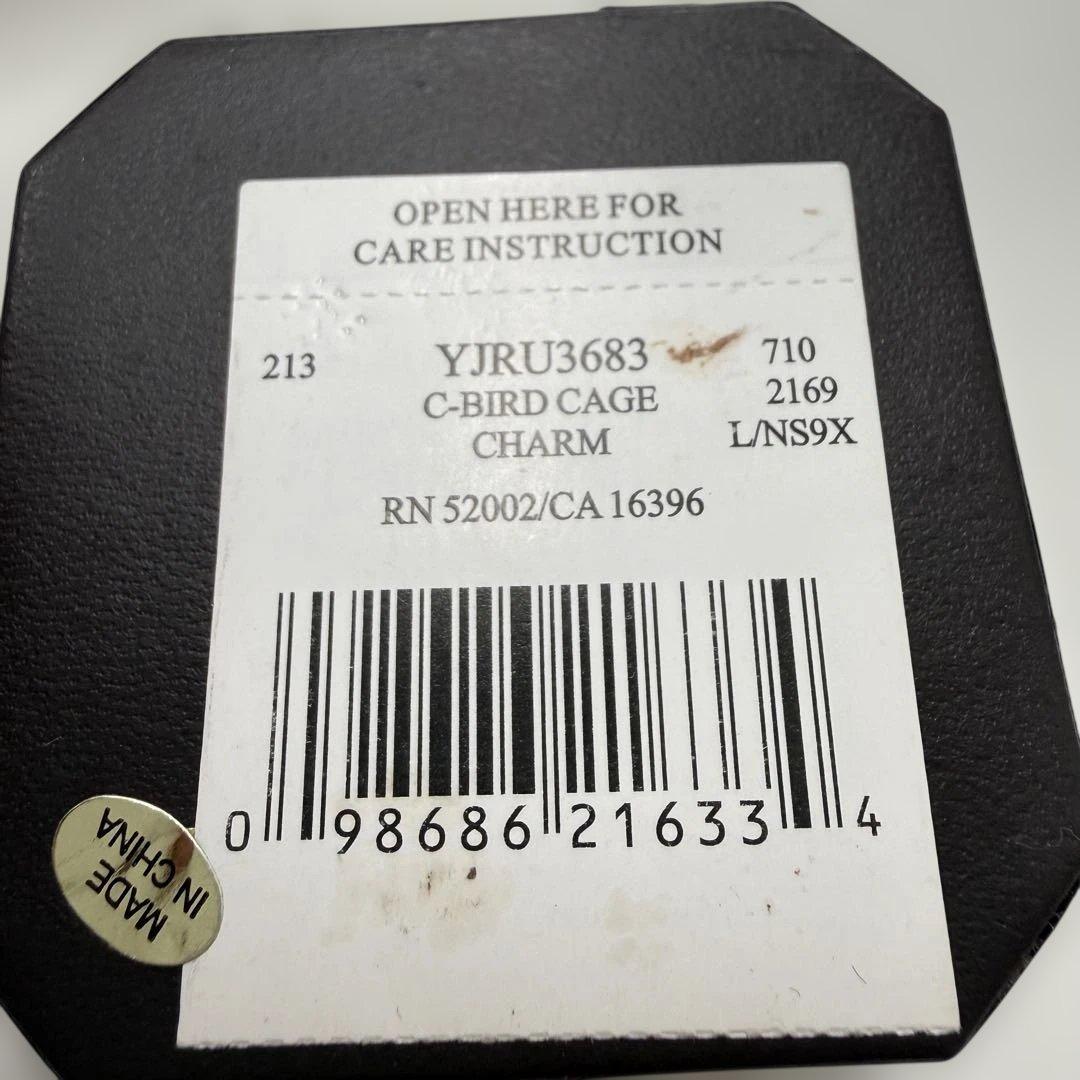 OPEN HERE FOR
CARE INSTRUCTION
213 YJRU3683 710
C-BIRD CAGE 2169
CHARM L/NS9X
RN 52002/CA 16396
0 98686 21633 4
MADE
IN CHINA